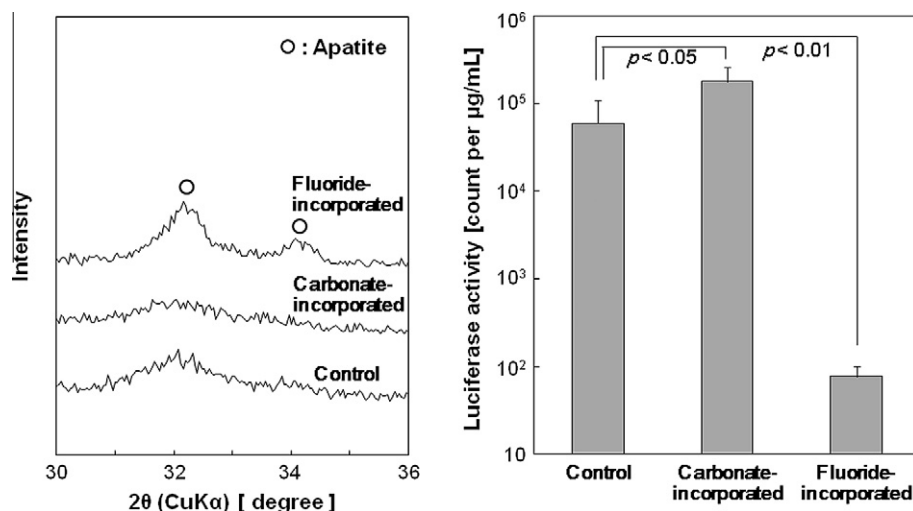 ○ : Apatite
Fluoride-
incorporated
Carbonate-
incorporated
Control
Intensity
30
32
34
36
2θ (CuKα) [ degree ]
10⁶
10⁵
10⁴
10³
10²
10
Luciferase activity [count per µg/mL]
p < 0.05
p < 0.01
Control
Carbonate-
incorporated
Fluoride-
incorporated